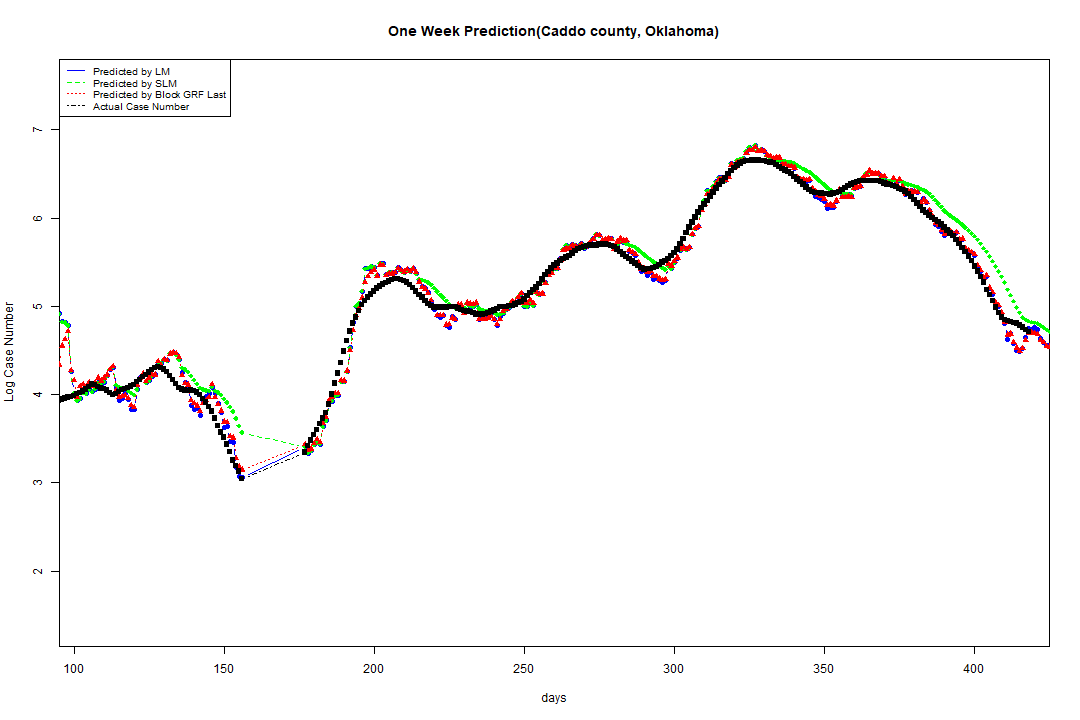 One Week Prediction(Caddo county, Oklahoma)
Predicted by LM
Predicted by SLM
Predicted by Block GRF Last
Actual Case Number
Log Case Number
7
6
5
4
3
2
100 150 200 250 300 350 400
days